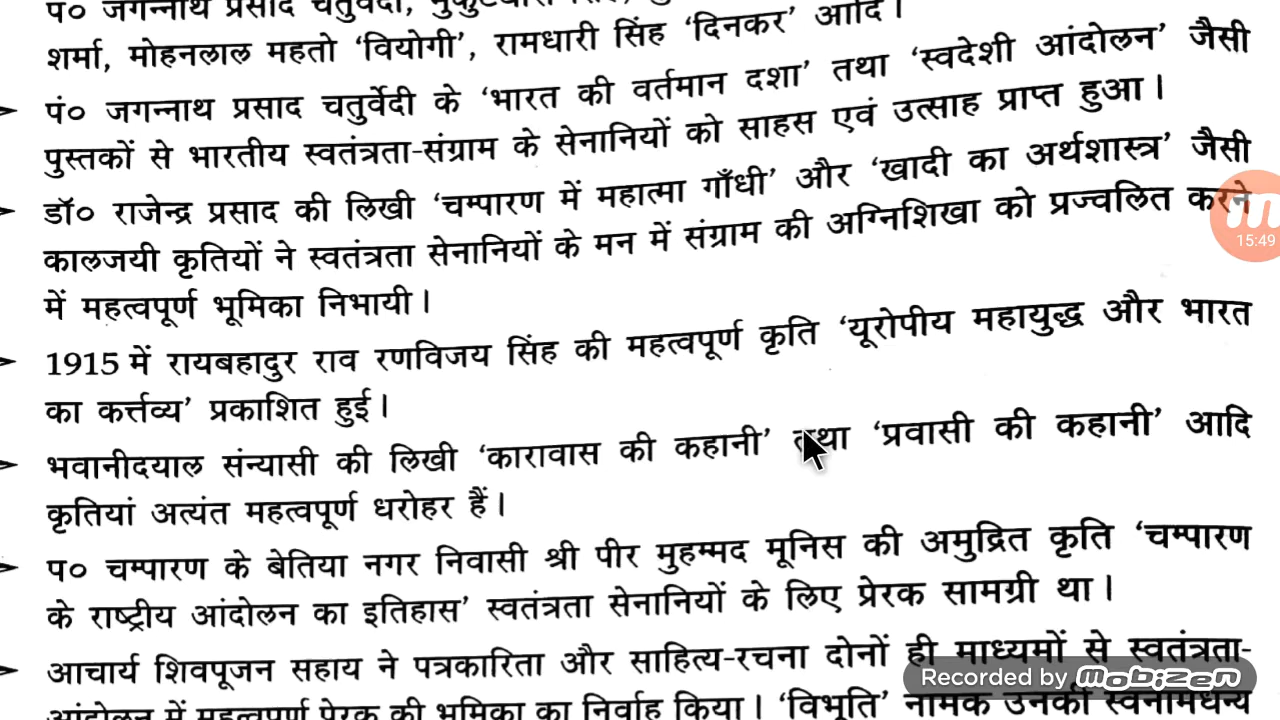 प० जगन्नाथ प्रसाद चतुर्वेदी,
शर्मा, मोहनलाल महतो ‘वियोगी’, रामधारी सिंह ‘दिनकर’ आदि।
पं० जगन्नाथ प्रसाद चतुर्वेदी के ‘भारत की वर्तमान दशा’ तथा ‘स्वदेशी आंदोलन’ जैसी
पुस्तकों से भारतीय स्वतंत्रता-संग्राम के सेनानियों को साहस एवं उत्साह प्राप्त हुआ।
डॉ० राजेन्द्र प्रसाद की लिखी ‘चम्पारण में महात्मा गाँधी’ और ‘खादी का अर्थशास्त्र’ जैसी
कालजयी कृतियों ने स्वतंत्रता सेनानियों के मन में संग्राम की अग्निशिखा को प्रज्वलित करने
15:49
में महत्वपूर्ण भूमिका निभायी।
1915 में रायबहादुर राव रणविजय सिंह की महत्वपूर्ण कृति ‘यूरोपीय महायुद्ध और भारत
का कर्त्तव्य’ प्रकाशित हुई।
भवानीदयाल संन्यासी की लिखी ‘कारावास की कहानी’ तथा ‘प्रवासी की कहानी’ आदि
कृतियां अत्यंत महत्वपूर्ण धरोहर हैं।
प० चम्पारण के बेतिया नगर निवासी श्री पीर मुहम्मद मूनिस की अमुद्रित कृति ‘चम्पारण
के राष्ट्रीय आंदोलन का इतिहास’ स्वतंत्रता सेनानियों के लिए प्रेरक सामग्री था।
आचार्य शिवपूजन सहाय ने पत्रकारिता और साहित्य-रचना दोनों ही माध्यमों से स्वतंत्रता-
Recorded by mobizen
आंदोलन में महत्वपूर्ण प्रेरक की भूमिका का निर्वाह किया। ‘विभूति’ नामक उनकी स्वनामधन्य